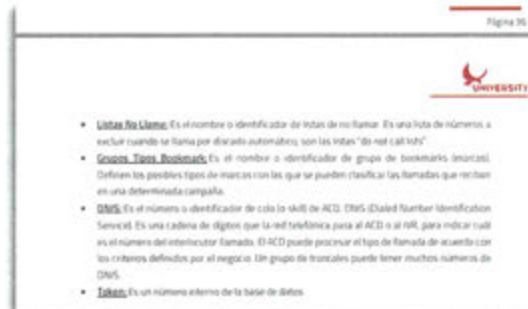 Página 36
UNIVERSITY
• Listas No Llame: Es el nombre o identificador de listas de no llamar. Es una lista de números a
excluir cuando se llama por discado automático, son las listas "do not call lists"
• Grupos Tipos Bookmark: Es el nombre o identificador de grupo de bookmarks (marcas).
Definen los posibles tipos de marcas con las que se pueden clasificar las llamadas que reciban
en una determinada campaña.
• DNIS: Es el número o identificador de cola (o skill) de ACD. DNIS (Dialed Number Identification
Service). Es una cadena de dígitos que la red telefónica pasa al ACD o al IVR, para indicar cuál
es el número del interlocutor llamado. El ACD puede procesar el tipo de llamada de acuerdo con
los criterios definidos por el negocio. Un grupo de troncales puede tener muchos números de
DNIS.
• Token: Es un número interno de la base de datos.